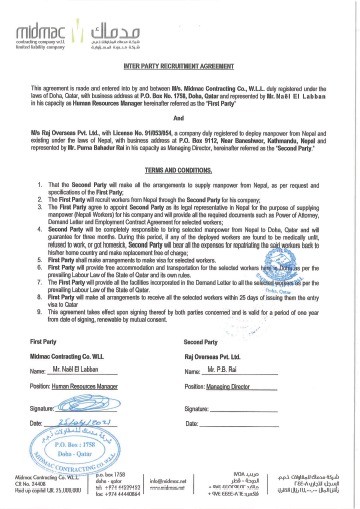 midmac
contracting company w.l.l.
limited liability company
مدماك
INTER PARTY RECRUITMENT AGREEMENT
This agreement is made and entered into by and between M/s. Midmac Contracting Co., W.L.L. duly registered under the
laws of Doha, Qatar, with business address at P.O. Box No. 1758, Doha, Qatar and represented by Mr. Naël El Labban
in his capacity as Human Resources Manager hereinafter referred as the "First Party"
And
M/s Raj Overseas Pvt. Ltd., with License No. 91/053/054, a company duly registered to deploy manpower from Nepal and
existing under the laws of Nepal, with business address at P.O. Box 9112, Near Baneshwor, Kathmandu, Nepal and
represented by Mr. Purna Bahadur Rai in his capacity as Managing Director, hereinafter referred the "Second Party."
TERMS AND CONDITIONS.
1. That the Second Party will make all the arrangements to supply manpower from Nepal, as per request and
specifications of the First Party;
2. The First Party will recruit workers from Nepal through the Second Party for his company;
3. The First Party agree to appoint Second Party as its legal representative in Nepal for the purpose of supplying
manpower (Nepal Workers) for his company and will provide all the required documents such as Power of Attorney,
Demand Letter and Employment Contract Agreement for selected workers;
4. Second Party will be completely responsible to bring selected manpower from Nepal to Doha, Qatar and will
guarantee for three months. During this period, if any of the deployed workers are found to be medically unfit,
refused to work, or got homesick, Second Party will bear all the expenses for repatriating the said workers back to
his/her home country and make replacement free of charge;
5. First Party shall make arrangements to make visa for selected workers.
6. First Party will provide free accommodation and transportation for the selected workers here in Doha as per the
prevailing Labour Law of the State of Qatar and its own rules.
7. The First Party will provide all the facilities incorporated in the Demand Letter to all the selected workers as per the
prevailing Labour Law of the State of Qatar.
8. First Party will make all arrangements to receive all the selected workers within 25 days of issuing them the entry
visa to Qatar
9. This agreement takes effect upon signing thereof by both parties concerned and is valid for a period of one year
from date of signing, renewable by mutual consent.
Doha, Qatar
First Party Second Party
Midmac Contracting Co. W.l.l Raj Overseas Pvt. Ltd.
Name: Mr. Naël El Labban Name: Mr. P.B. Rai
Position: Human Resources Manager Position: Managing Director
Signature: Signature:
Date: Date:
P.O. Box : 1758
Doha - Qatar
MIDMAC CONTRACTING CO. W.L.L
Midmac Contracting Co. W.L.L
CR No. 24408
Paid up capital QR. 25,000,000
p.o. box 1758
doha - qatar
tel: +974 44539453
fax: +974 44440864
info@midmac.net
www.midmac.net